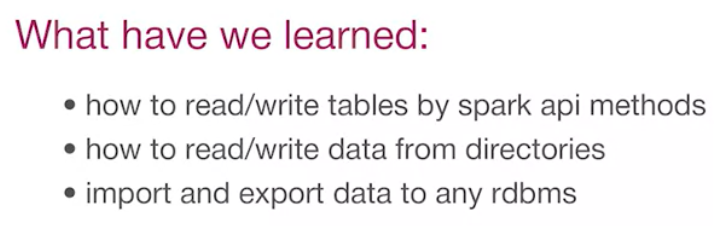 What have we learned:
• how to read/write tables by spark api methods
• how to read/write data from directories
• import and export data to any rdbms